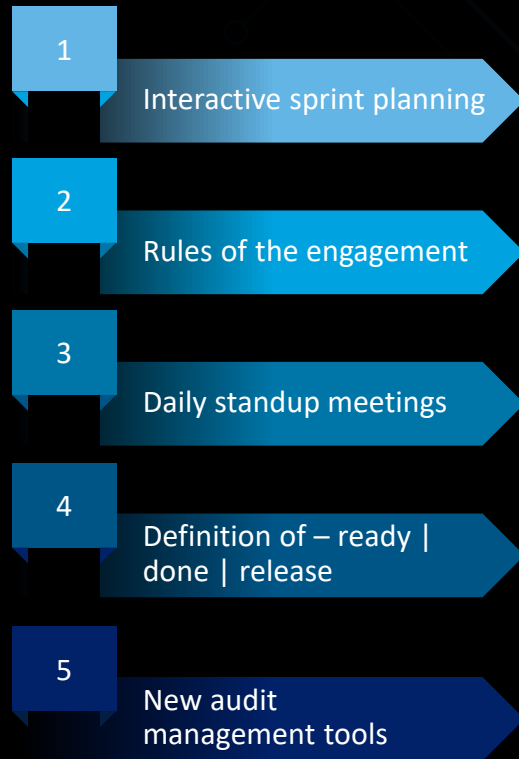 1
Interactive sprint planning
2
Rules of the engagement
3
Daily standup meetings
4
Definition of – ready |
done | release
5
New audit
management tools